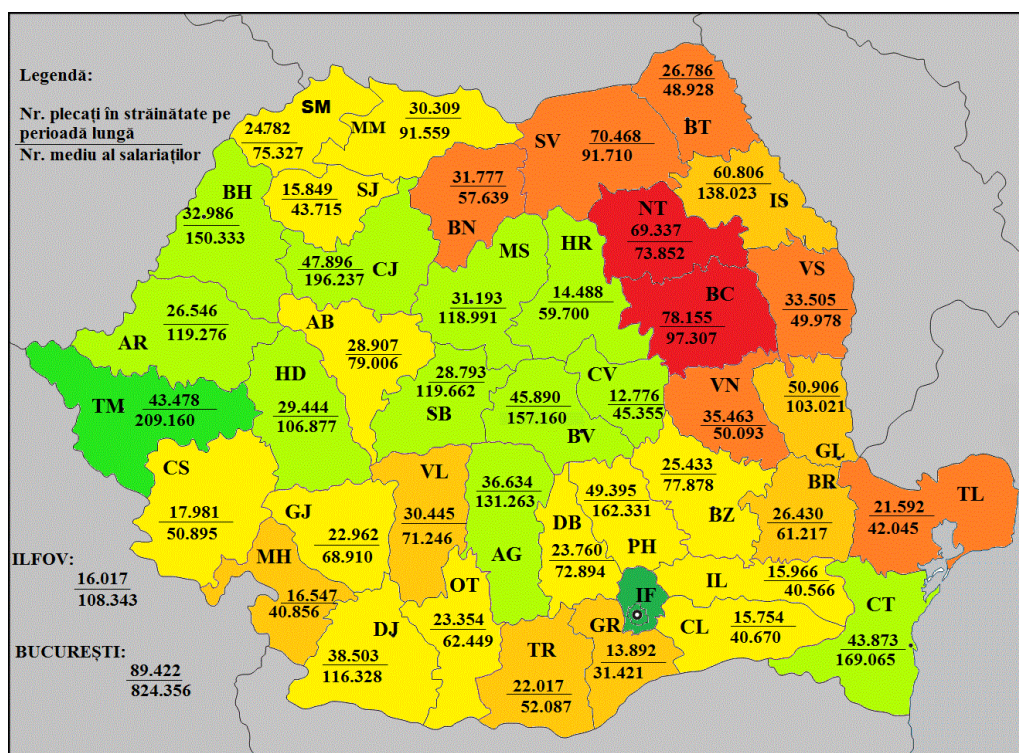 Legendă:
Nr. plecați în străinătate pe
perioadă lungă
Nr. mediu al salariaților
SM
24782
75.327
MM
30.309
91.559
SV
70.468
91.710
26.786
48.928
BT
BH
32.986
150.333
15.849
43.715
SJ
31.777
57.639
BN
60.806
138.023
IS
NT
69.337
73.852
47.896
196.237
CJ
MS
31.193
118.991
HR
14.488
59.700
BC
78.155
97.307
VS
33.505
49.978
26.546
119.276
AR
AB
28.907
79.006
TM
43.478
209.160
HD
29.444
106.877
28.793
119.662
SB
45.890
157.160
BV
CV
12.776
45.355
VN
35.463
50.093
50.906
103.021
GL
CS
17.981
50.895
GJ
22.962
68.910
VL
30.445
71.246
36.634
131.263
AG
49.395
162.331
PH
DB
23.760
72.894
25.433
77.878
BZ
BR
26.430
61.217
TL
21.592
42.045
ILFOV:
16.017
108.343
MH
16.547
40.856
OT
23.354
62.449
DJ
38.503
116.328
IF
IL
15.966
40.566
CT
43.873
169.065
GR
13.892
31.421
CL
15.754
40.670
TR
22.017
52.087
BUCUREȘTI:
89.422
824.356